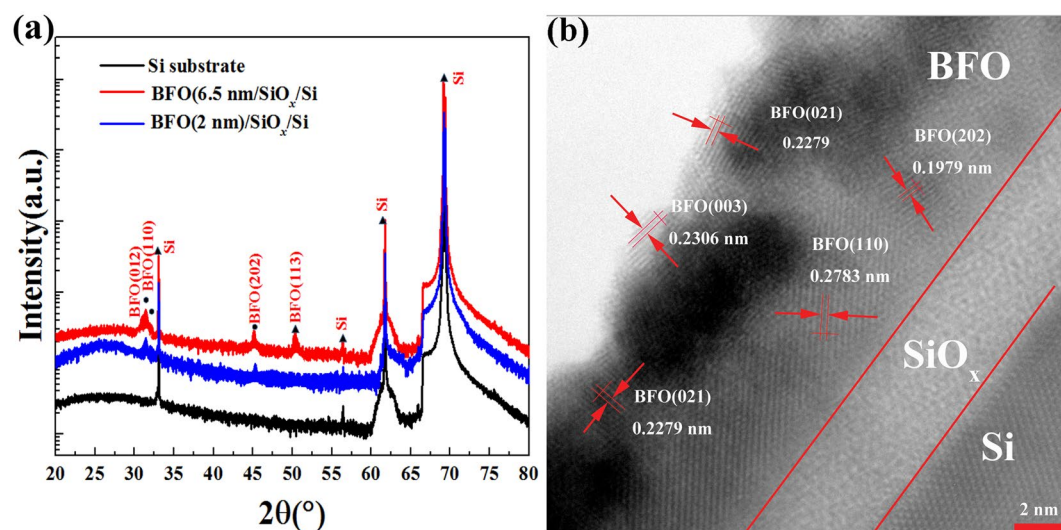 (a)
Intensity(a.u.)
Si substrate
BFO(6.5 nm/SiOₓ/Si
BFO(2 nm)/SiOₓ/Si
BFO(012)
BFO(110)
Si
BFO(202)
BFO(113)
Si
Si
Si
20 25 30 35 40 45 50 55 60 65 70 75 80
2θ(°)
(b)
BFO
BFO(021)
0.2279
BFO(202)
0.1979 nm
BFO(003)
0.2306 nm
BFO(110)
0.2783 nm
SiOₓ
BFO(021)
0.2279 nm
Si
2 nm